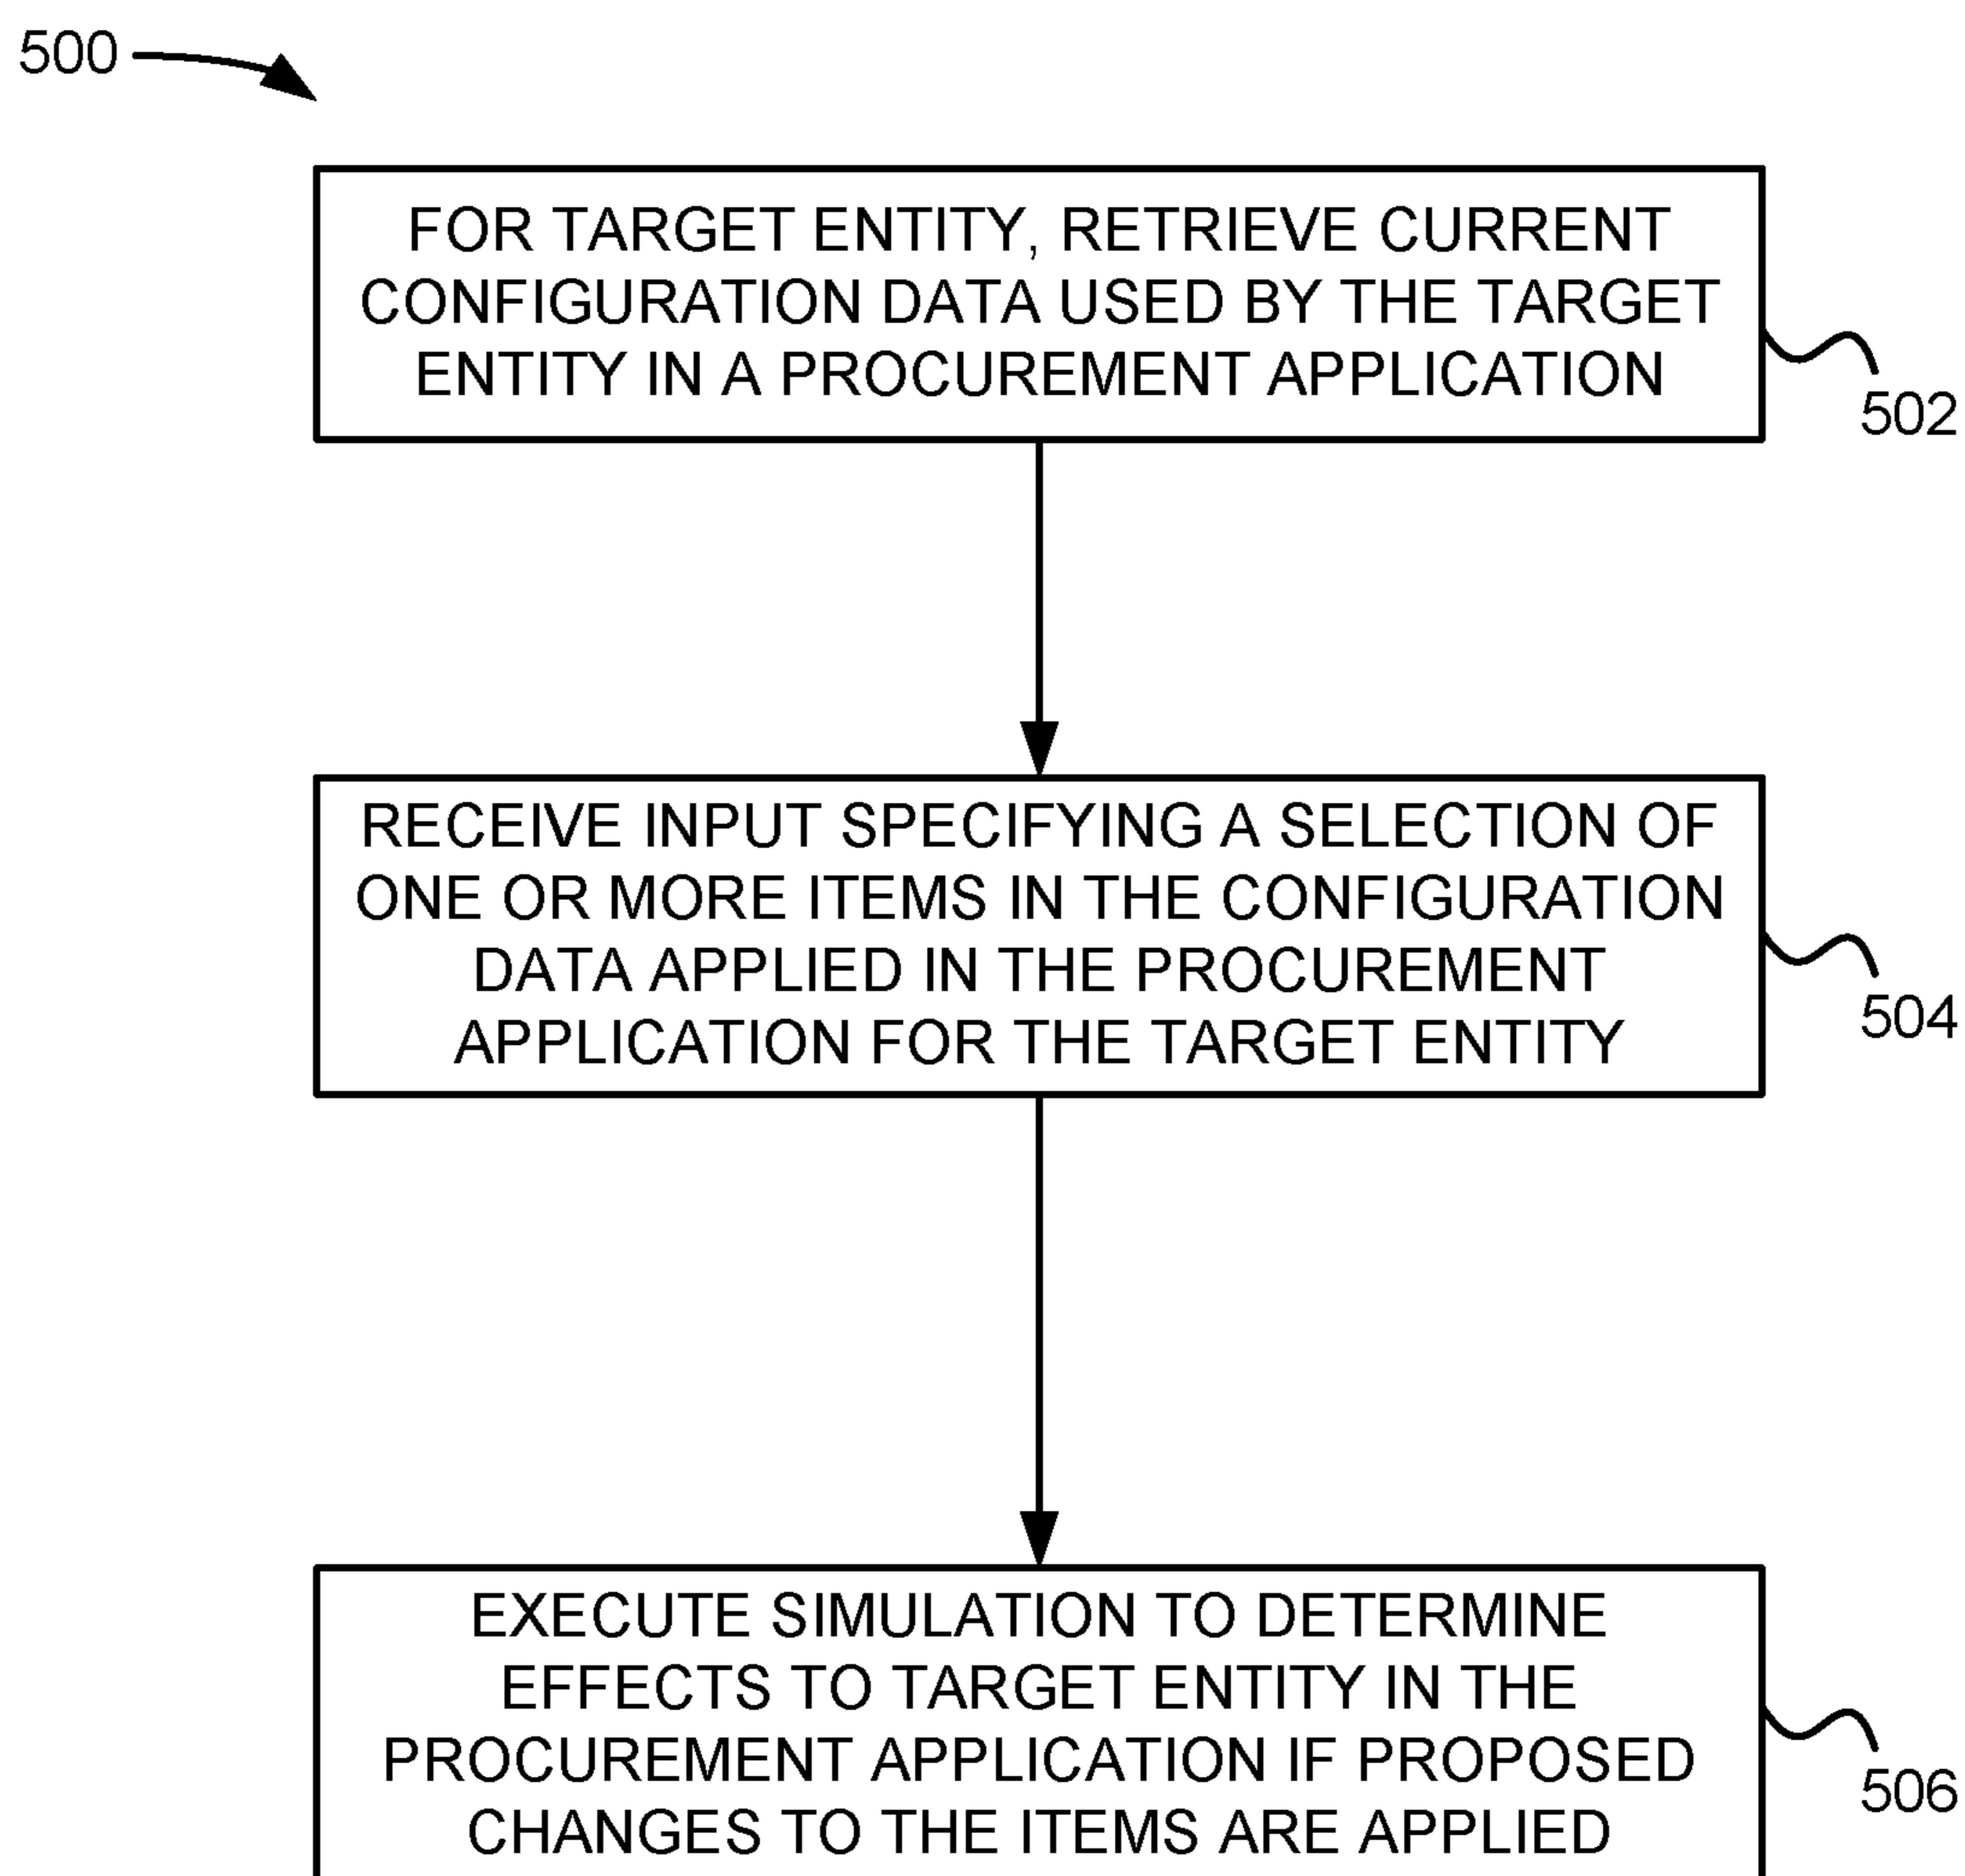 500
FOR TARGET ENTITY, RETRIEVE CURRENT
CONFIGURATION DATA USED BY THE TARGET
ENTITY IN A PROCUREMENT APPLICATION
502
RECEIVE INPUT SPECIFYING A SELECTION OF
ONE OR MORE ITEMS IN THE CONFIGURATION
DATA APPLIED IN THE PROCUREMENT
APPLICATION FOR THE TARGET ENTITY
504
EXECUTE SIMULATION TO DETERMINE
EFFECTS TO TARGET ENTITY IN THE
PROCUREMENT APPLICATION IF PROPOSED
CHANGES TO THE ITEMS ARE APPLIED
506